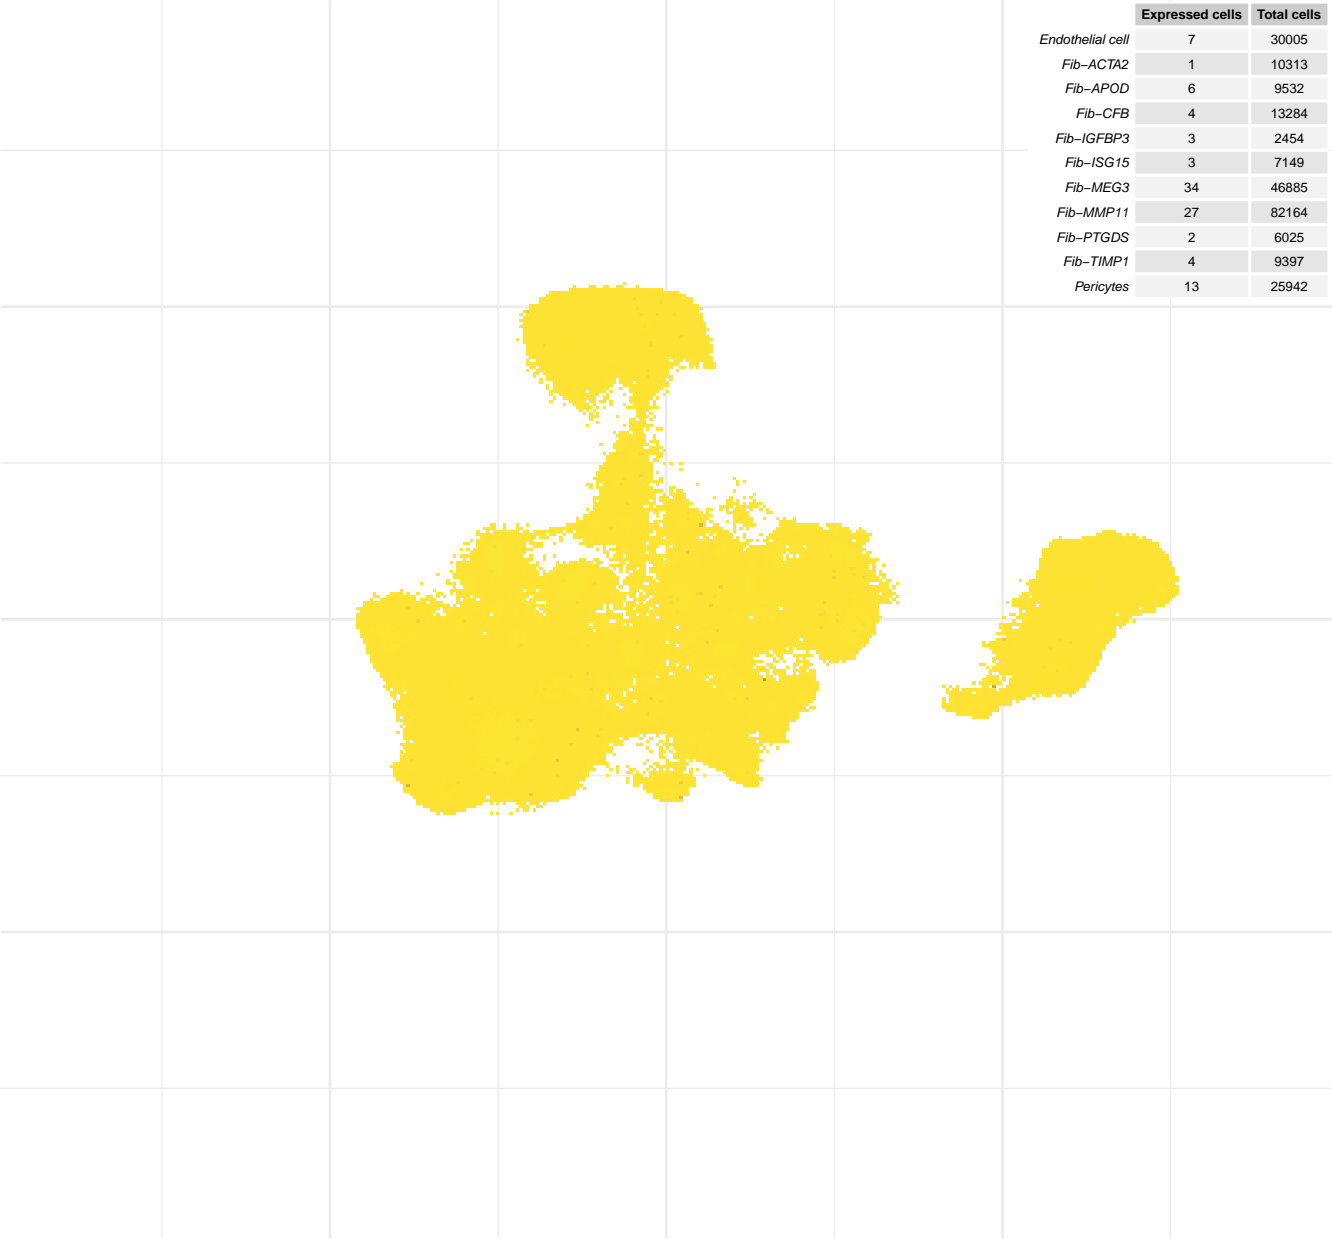 Expressed cells Total cells
Endothelial cell 7 30005
Fib−ACTA2 1 10313
Fib−APOD 6 9532
Fib−CFB 4 13284
Fib−IGFBP3 3 2454
Fib−ISG15 3 7149
Fib−MEG3 34 46885
Fib−MMP11 27 82164
Fib−PTGDS 2 6025
Fib−TIMP1 4 9397
Pericytes 13 25942